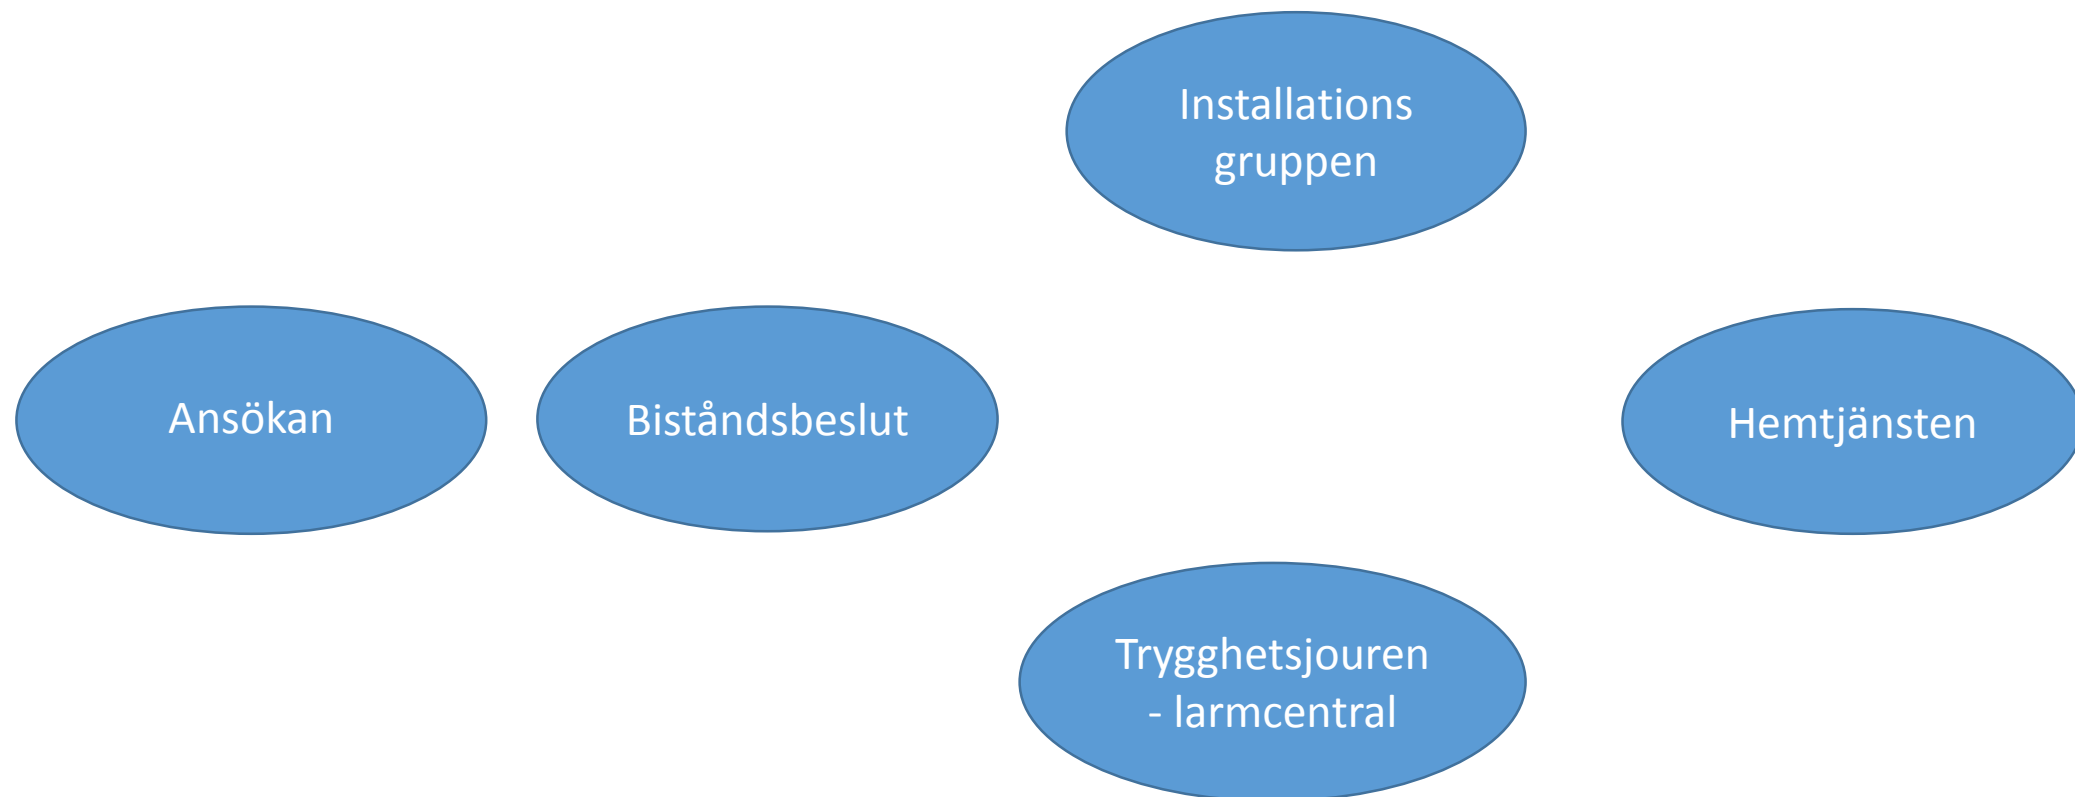 Installations
gruppen
Ansökan
Biståndsbeslut
Hemtjänsten
Trygghetsjouren
- larmcentral